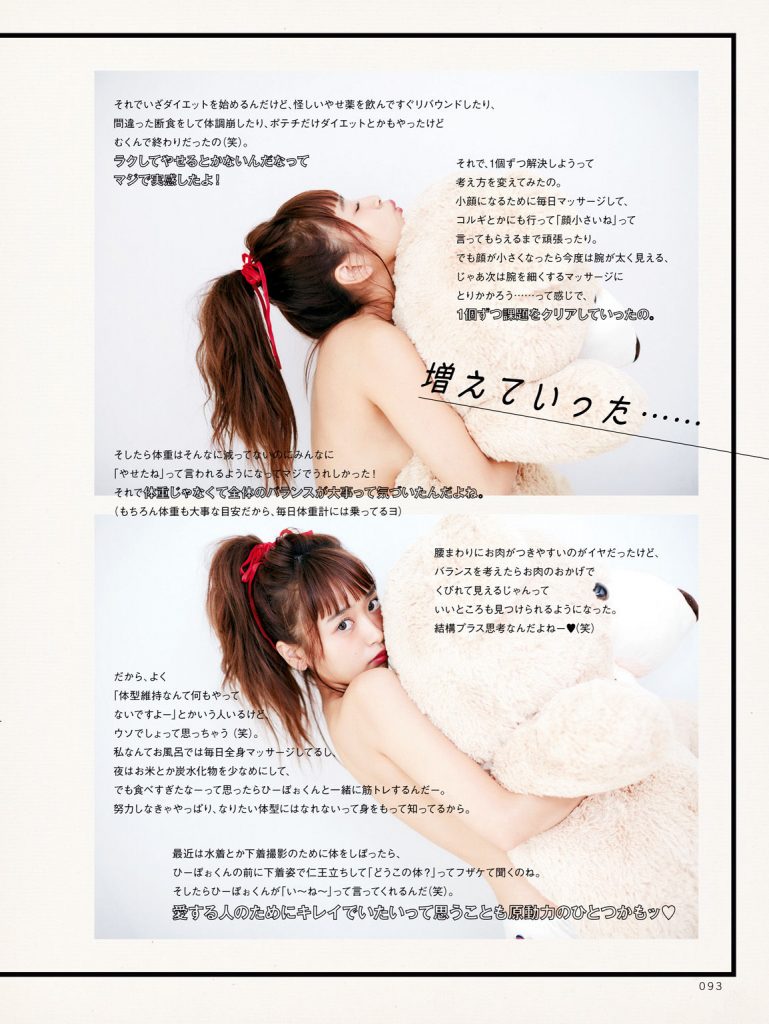 それでいざダイエットを始めるんだけど、怪しいやせ薬を飲んですぐリバウンドしたり、
間違った断食をして体調崩したり、ポテチだけダイエットとかもやったけど
むくんで終わりだったの（笑）。
ラクしてやせるとかないんだなって
マジで実感したよ！
それで、1個ずつ解決しようって
考え方を変えてみたの。
小顔になるために毎日マッサージして、
コルギとかにも行って「顔小さいね」って
言ってもらえるまで頑張ったり。
でも顔が小さくなったら今度は腕が太く見える、
じゃあ次は腕を細くするマッサージに
とりかかろう……って感じで、
1個ずつ課題をクリアしていったの。
増えていった……
そしたら体重はそんなに減ってないのにみんなに
「やせたね」って言われるようになってマジでうれしかった！
それで体重じゃなくて全体のバランスが大事って気づいたんだよね。
（もちろん体重も大事な目安だから、毎日体重計には乗ってるヨ）
腰まわりにお肉がつきやすいのがイヤだったけど、
バランスを考えたらお肉のおかげで
くびれて見えるじゃんって
いいところも見つけられるようになった。
結構プラス思考なんだよねー♥（笑）
だから、よく
「体型維持なんて何もやって
ないですよー」とかいう人いるけど、
ウソでしょって思っちゃう（笑）。
私なんてお風呂では毎日全身マッサージしてるし、
夜はお米とか炭水化物を少なめにして、
でも食べすぎたなーって思ったらひーぽぉくんと一緒に筋トレするんだー。
努力しなきゃやっぱり、なりたい体型にはなれないって身をもって知ってるから。
最近は水着とか下着撮影のために体をしぼったら、
ひーぽぉくんの前に下着姿で仁王立ちして「どうこの体？」ってフザケて聞くのね。
そしたらひーぽぉくんが「い〜ね〜」って言ってくれるんだ（笑）。
愛する人のためにキレイでいたいって思うことも原動力のひとつかもッ♡
093